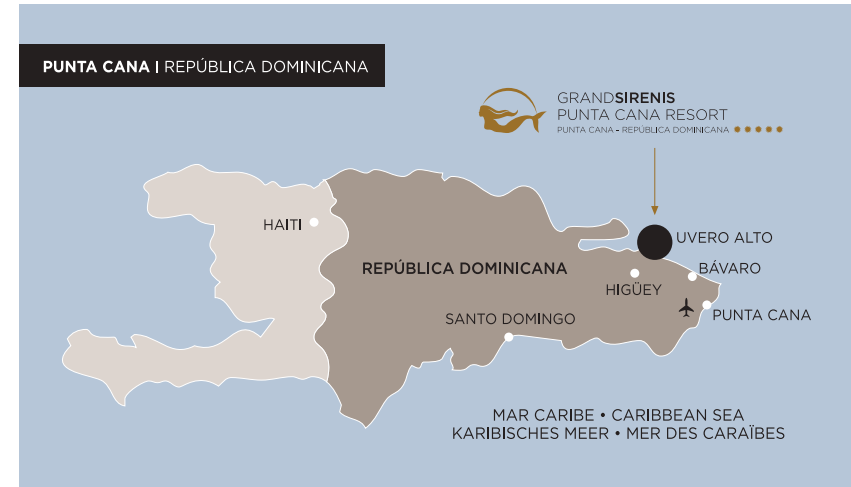 PUNTA CANA I REPÚBLICA DOMINICANA
GRANDSIRENIS
PUNTA CANA RESORT
PUNTA CANA - REPÚBLICA DOMINICANA
HAITI
UVERO ALTO
REPÚBLICA DOMINICANA
BÁVARO
HIGÜEY
PUNTA CANA
SANTO DOMINGO
MAR CARIBE • CARIBBEAN SEA
KARIBISCHES MEER • MER DES CARAÏBES